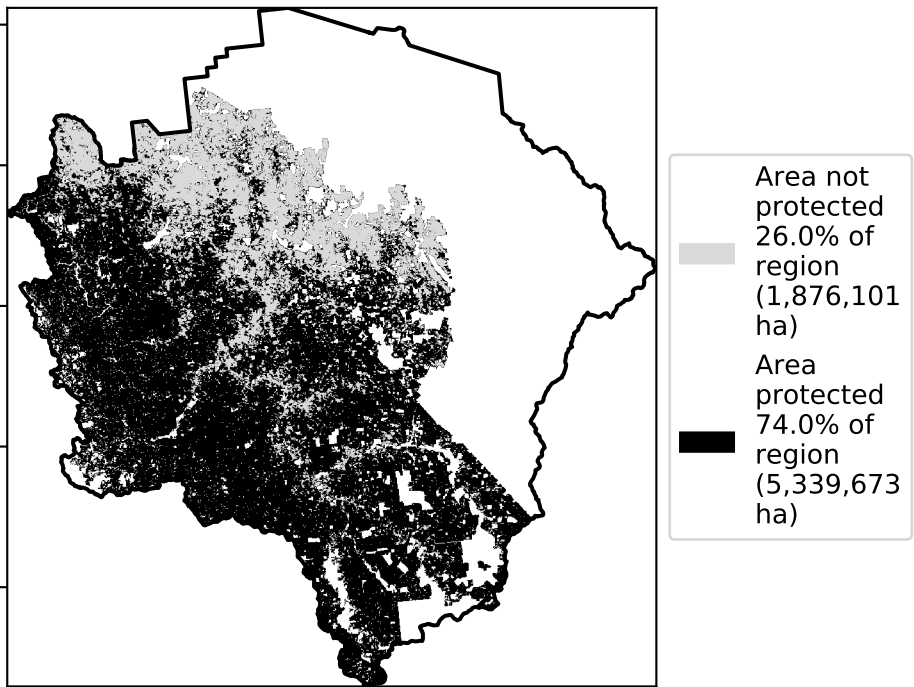 Area not
protected
26.0% of
region
(1,876,101
ha)
Area
protected
74.0% of
region
(5,339,673
ha)